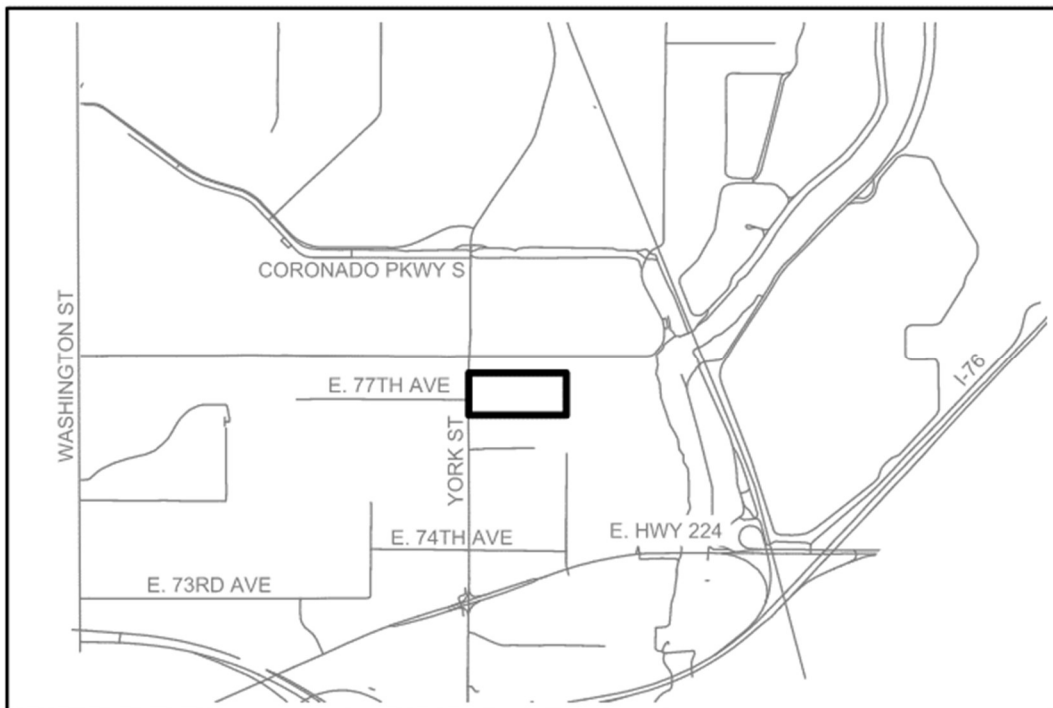 CORONADO PKWY S
WASHINGTON ST
E. 77TH AVE
I-76
YORK ST
E. 74TH AVE
E. HWY 224
E. 73RD AVE